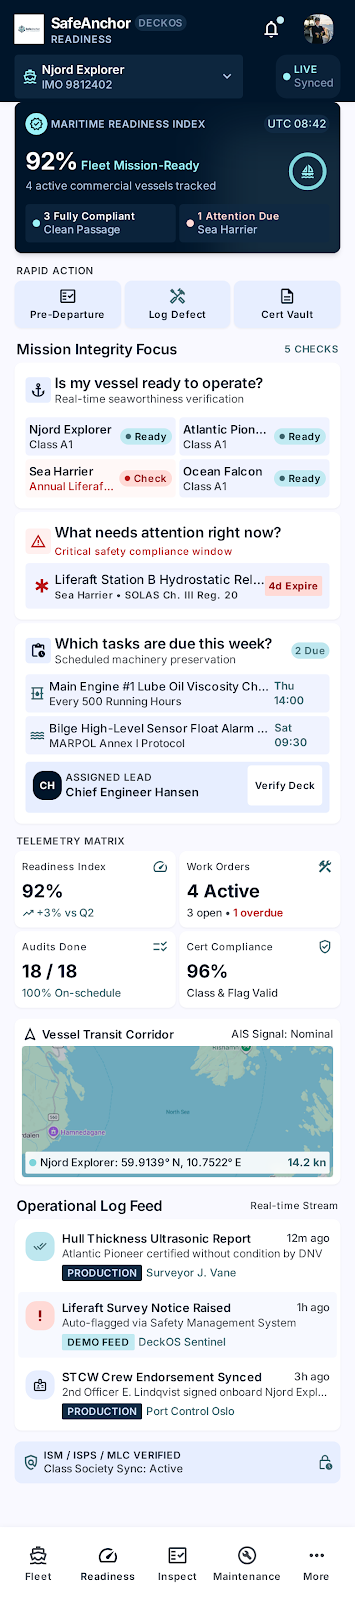 SafeAnchor DECKOS
READINESS
Njord Explorer
IMO 9812402
LIVE
Synced
MARITIME READINESS INDEX
UTC 08:42
92% Fleet Mission-Ready
4 active commercial vessels tracked
3 Fully Compliant
Clean Passage
1 Attention Due
Sea Harrier
RAPID ACTION
Pre-Departure
Log Defect
Cert Vault
Mission Integrity Focus
5 CHECKS
Is my vessel ready to operate?
Real-time seaworthiness verification
Njord Explorer
Class A1
Ready
Atlantic Pion...
Class A1
Ready
Sea Harrier
Annual Liferaf...
Check
Ocean Falcon
Class A1
Ready
What needs attention right now?
Critical safety compliance window
Liferaft Station B Hydrostatic Rel...
Sea Harrier • SOLAS Ch. III Reg. 20
4d Expire
Which tasks are due this week?
Scheduled machinery preservation
2 Due
Main Engine #1 Lube Oil Viscosity Ch...
Every 500 Running Hours
Thu
14:00
Bilge High-Level Sensor Float Alarm ...
MARPOL Annex I Protocol
Sat
09:30
CH
ASSIGNED LEAD
Chief Engineer Hansen
Verify Deck
TELEMETRY MATRIX
Readiness Index
92%
+3% vs Q2
Work Orders
4 Active
3 open • 1 overdue
Audits Done
18 / 18
100% On-schedule
Cert Compliance
96%
Class & Flag Valid
Vessel Transit Corridor
AIS Signal: Nominal
North Sea
Hamnedagane
Njord Explorer: 59.9139° N, 10.7522° E
14.2 kn
Operational Log Feed
Real-time Stream
Hull Thickness Ultrasonic Report
12m ago
Atlantic Pioneer certified without condition by DNV
PRODUCTION Surveyor J. Vane
Liferaft Survey Notice Raised
1h ago
Auto-flagged via Safety Management System
DEMO FEED DeckOS Sentinel
STCW Crew Endorsement Synced
3h ago
2nd Officer E. Lindqvist signed onboard Njord Expl...
PRODUCTION Port Control Oslo
ISM / ISPS / MLC VERIFIED
Class Society Sync: Active
Fleet
Readiness
Inspect
Maintenance
More